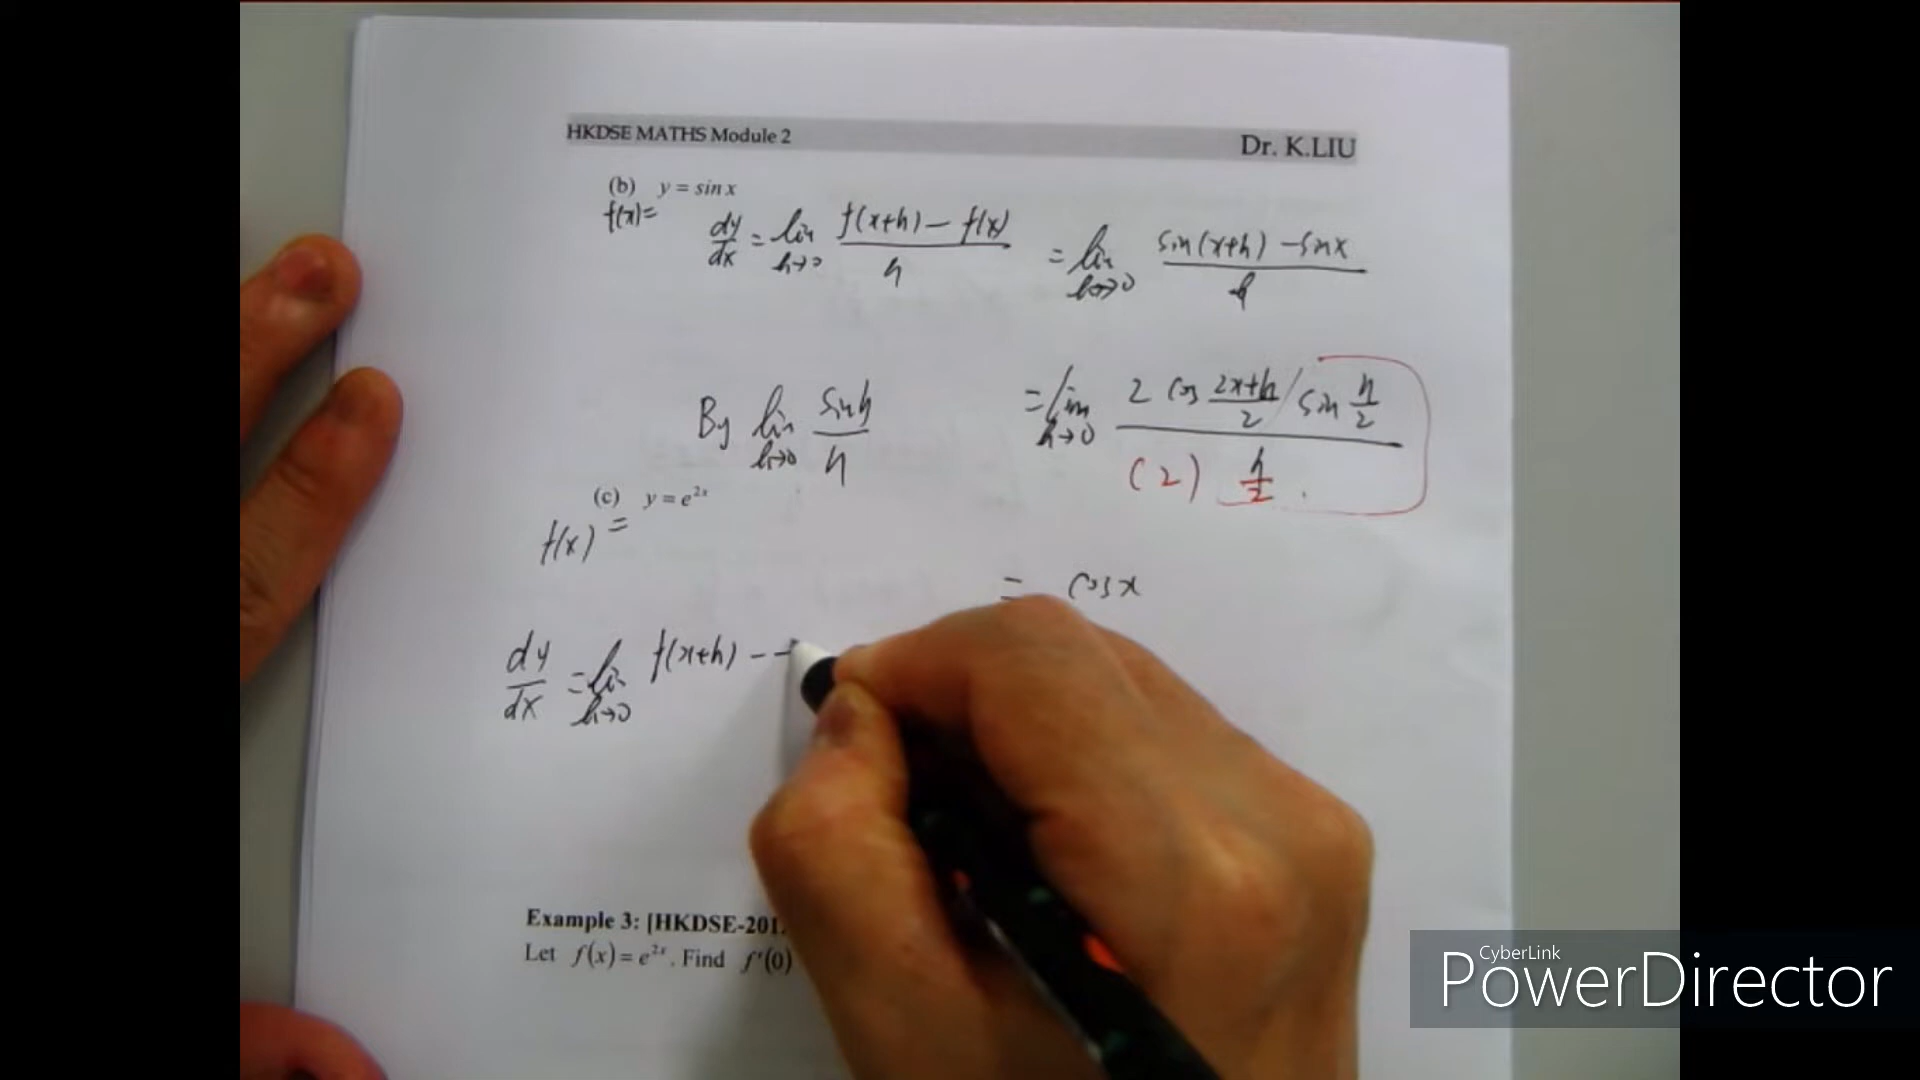 HKDSE MATHS Module 2 Dr. K.LIU
(b) y = sin x
f(x)=
dy/dx = lim h→0 (f(x+h) − f(x))/h = lim h→0 (sin(x+h) − sin x)/h
By lim h→0 sin h/h = lim h→0 (2 cos (2x+h)/2 sin h/2)/((2) h/2)
(c) y = e^{2x}
f(x) =
= cos x
dy/dx = lim h→0 f(x+h) −
Example 3: [HKDSE-201
Let f(x) = e^{2x}. Find f'(0)
CyberLink
PowerDirector